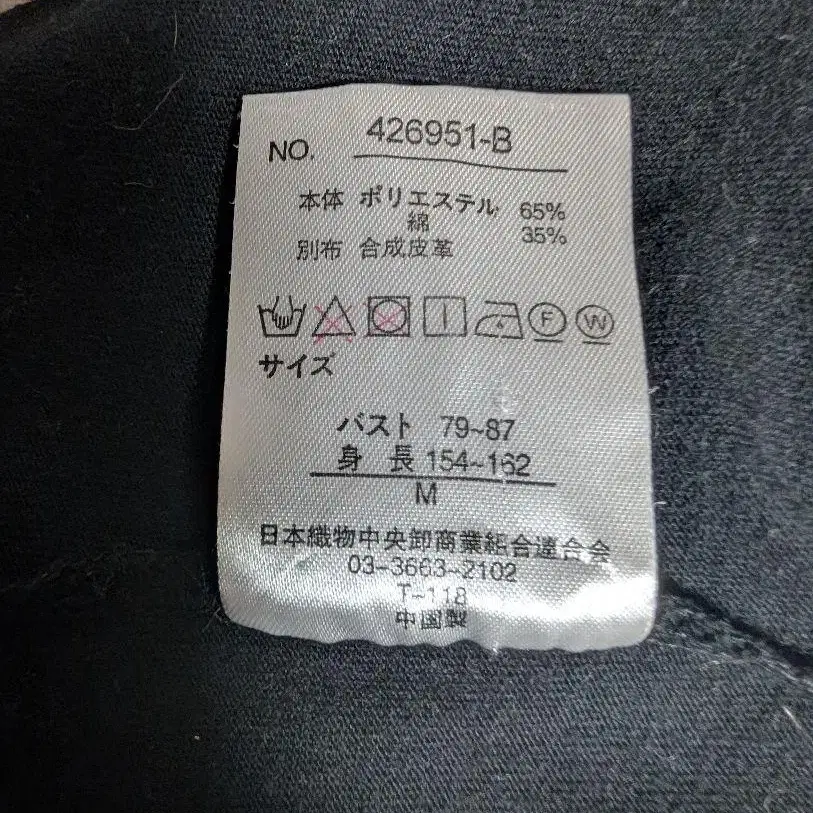 NO. 426951-B
本体 ポリエステル 65%
綿 35%
別布 合成皮革
F W
サイズ
バスト 79~87
身 長 154~162
M
日本織物中央卸商業組合連合会
03-3663-2102
T-118
中国製